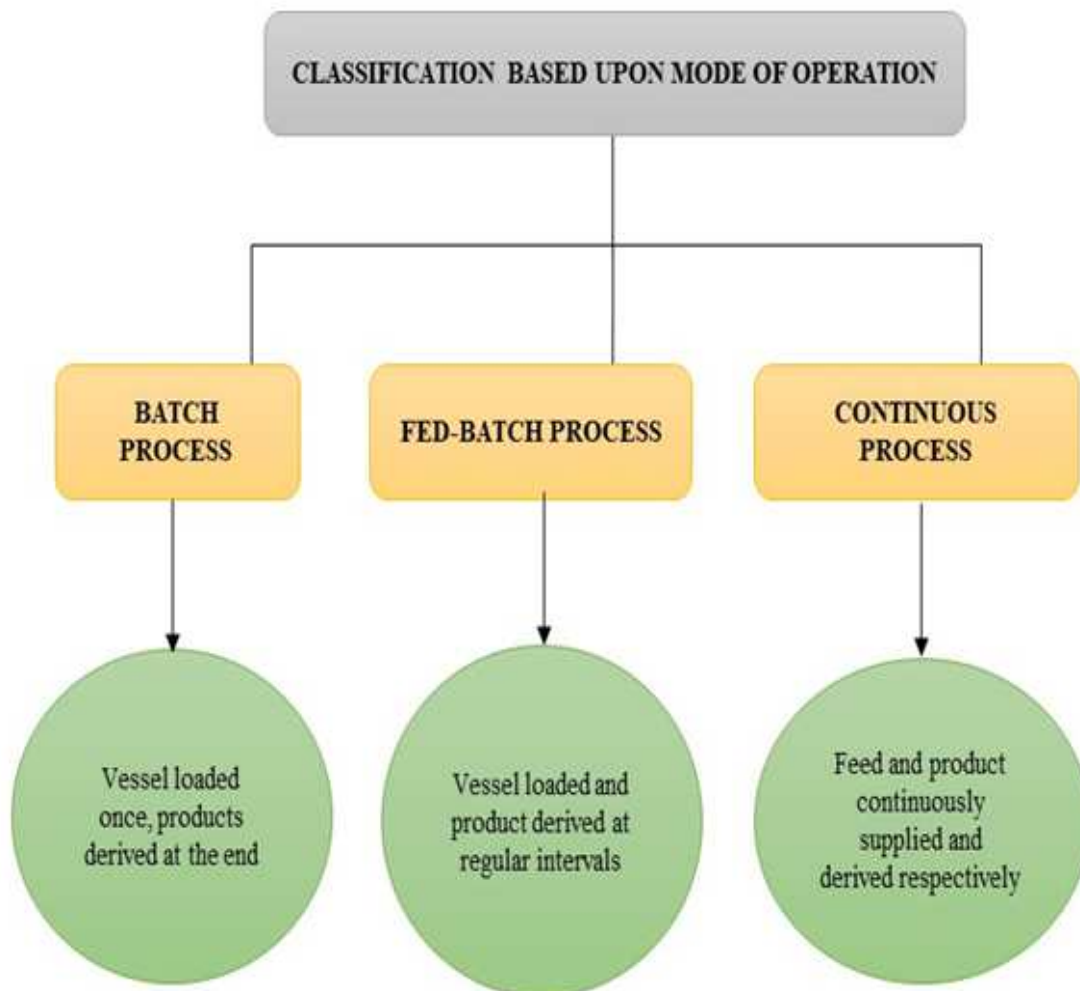 CLASSIFICATION BASED UPON MODE OF OPERATION
BATCH
PROCESS
FED-BATCH PROCESS
CONTINUOUS
PROCESS
Vessel loaded
once, products
derived at the end
Vessel loaded and
product derived at
regular intervals
Feed and product
continuously
supplied and
derived respectively